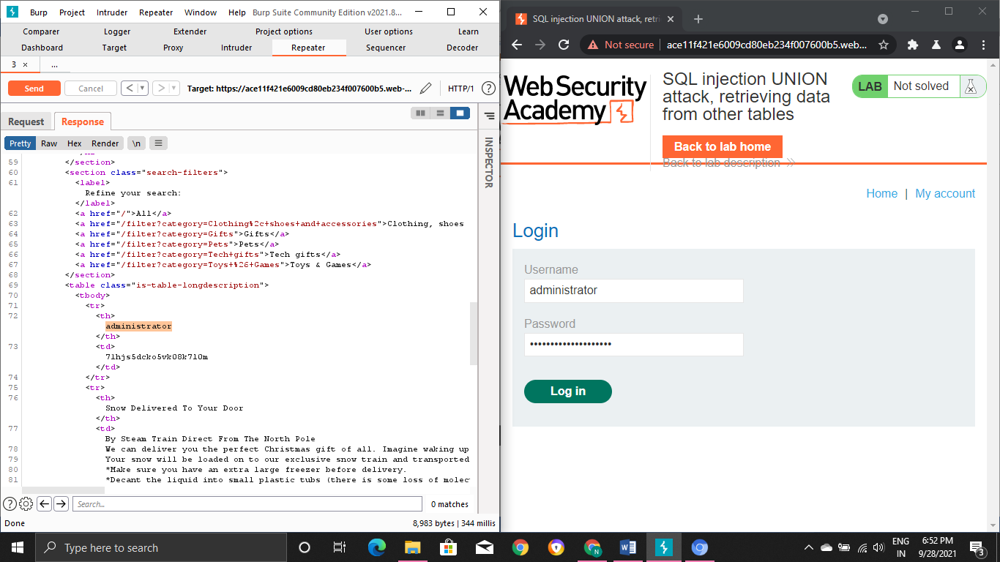 Burp Project Intruder Repeater Window Help Burp Suite Community Edition v2021.8...
Comparer Logger Extender Project options User options Learn
Dashboard Target Proxy Intruder Repeater Sequencer Decoder
3 × ...
Send Cancel < > Target: https://ace11f421e6009cd80eb234f007600b5.web-... HTTP/1 ?
Request Response
Pretty Raw Hex Render \n
INSPECTOR
59 </section>
60 <section class="search-filters">
61 <label>
Refine your search:
</label>
62 <a href="/">All</a>
63 <a href="/filter?category=Clothing%2c+shoes+and+accessories">Clothing, shoes
64 <a href="/filter?category=Gifts">Gifts</a>
65 <a href="/filter?category=Pets">Pets</a>
66 <a href="/filter?category=Tech+gifts">Tech gifts</a>
67 <a href="/filter?category=Toys+%26+Games">Toys & Games</a>
68 </section>
69 <table class="is-table-longdescription">
70 <tbody>
71 <tr>
72 <th>
administrator
</th>
73 <td>
7lhjs5dcko5vk08k7l0m
</td>
74 </tr>
75 <tr>
76 <th>
Snow Delivered To Your Door
</th>
77 <td>
By Steam Train Direct From The North Pole
78 We can deliver you the perfect Christmas gift of all. Imagine waking up
79 Your snow will be loaded on to our exclusive snow train and transported
80 *Make sure you have an extra large freezer before delivery.
81 *Decant the liquid into small plastic tubs (there is some loss of molec
? Search... 0 matches
Done 8,983 bytes | 344 millis
SQL injection UNION attack, retri × +
Not secure ace11f421e6009cd80eb234f007600b5.web...
Web Security
Academy
SQL injection UNION
attack, retrieving data
from other tables
LAB Not solved
Back to lab home
Back to lab description
Home | My account
Login
Username
administrator
Password
••••••••••••••••••••
Log in
Type here to search
N
ENG
IN
6:52 PM
9/28/2021
3